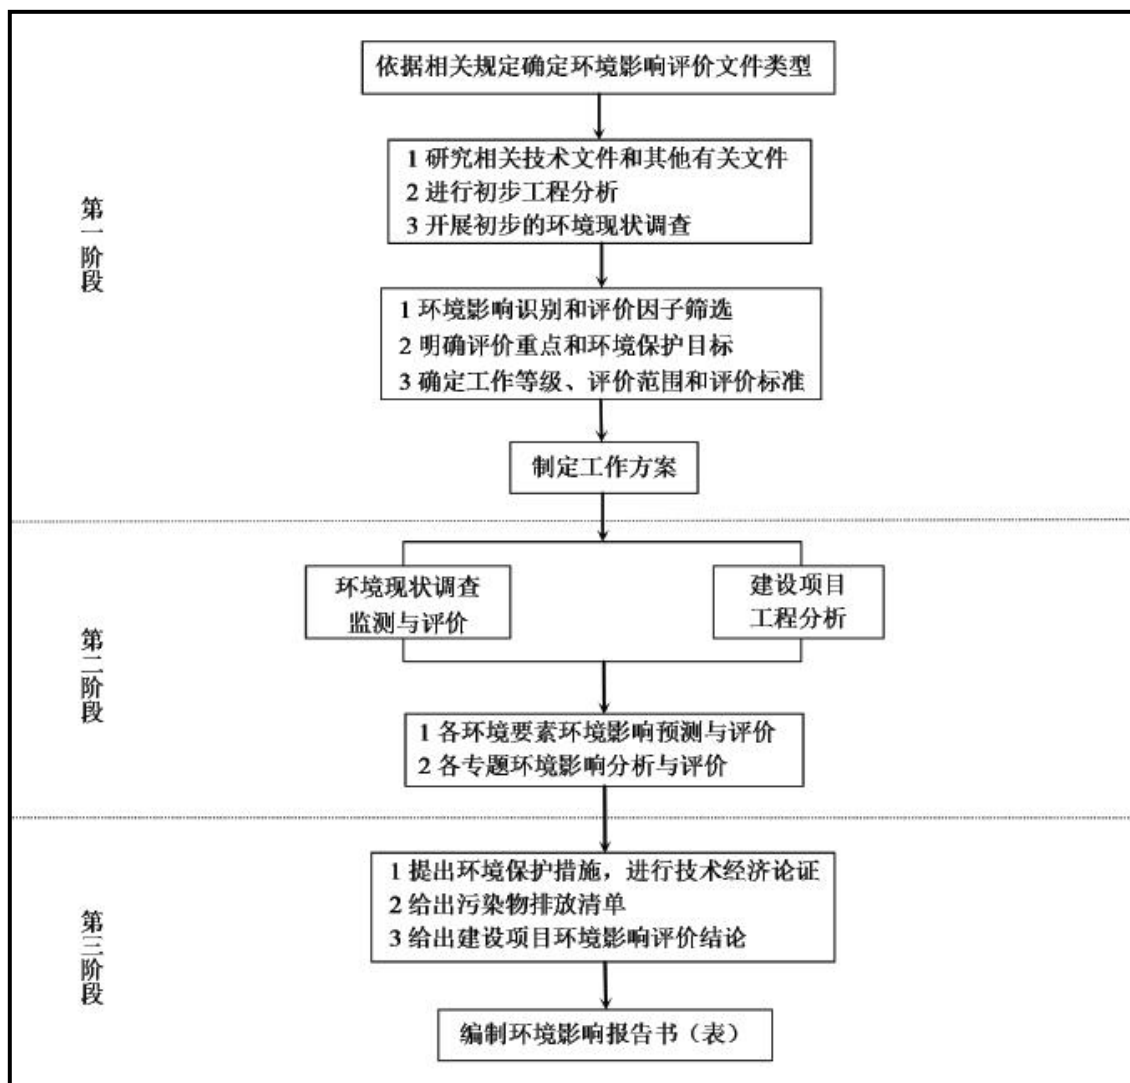 依据相关规定确定环境影响评价文件类型
第一阶段
1 研究相关技术文件和其他有关文件
2 进行初步工程分析
3 开展初步的环境现状调查
1 环境影响识别和评价因子筛选
2 明确评价重点和环境保护目标
3 确定工作等级、评价范围和评价标准
制定工作方案
第二阶段
环境现状调查
监测与评价
建设项目
工程分析
1 各环境要素环境影响预测与评价
2 各专题环境影响分析与评价
第三阶段
1 提出环境保护措施，进行技术经济论证
2 给出污染物排放清单
3 给出建设项目环境影响评价结论
编制环境影响报告书（表）